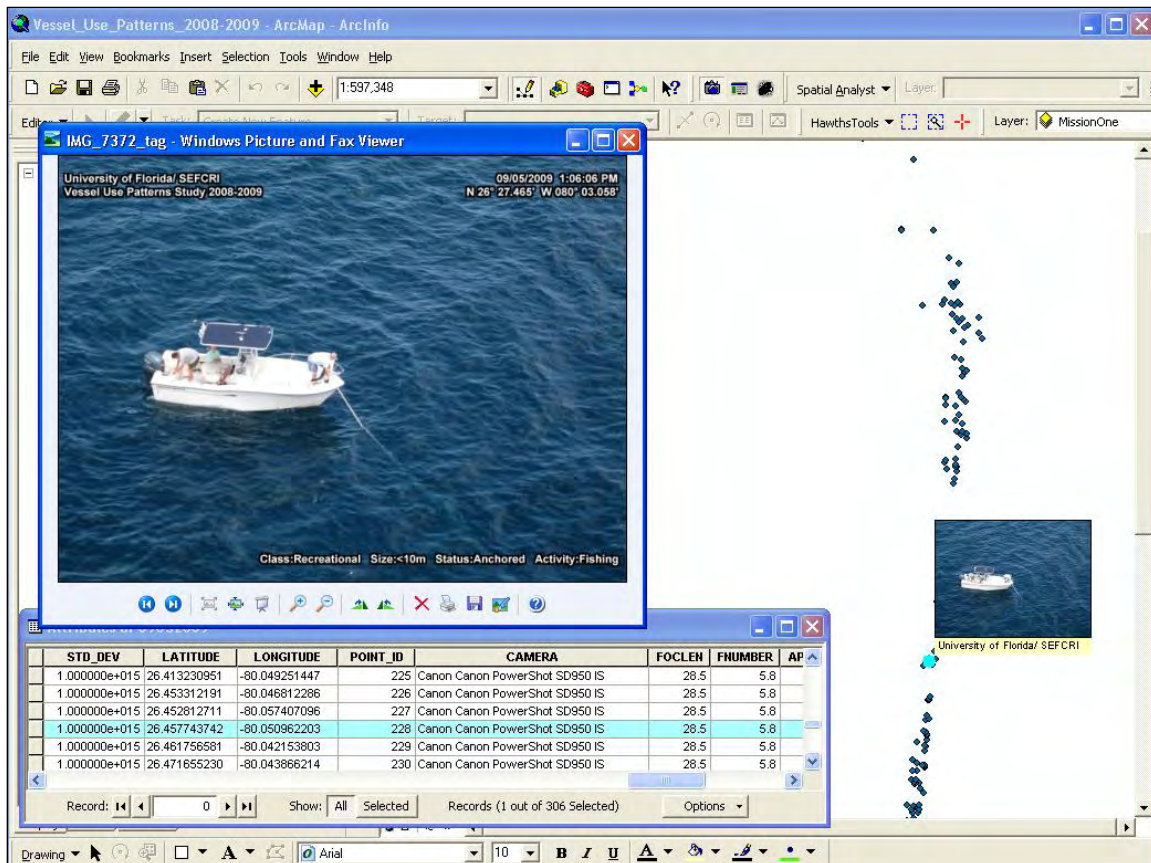 Vessel_Use_Patterns_2008-2009 - ArcMap - ArcInfo
File Edit View Bookmarks Insert Selection Tools Window Help
1:597,348
Spatial Analyst
Layer:
Editor
Task: Create New Feature
Target:
HawthsTools
Layer: MissionOne
IMG_7372_tag - Windows Picture and Fax Viewer
University of Florida/ SEFCRI
Vessel Use Patterns Study 2008-2009
09/05/2009 1:06:06 PM
N 26° 27.465' W 080° 03.058'
Class:Recreational Size:<10m Status:Anchored Activity:Fishing
University of Florida/ SEFCRI
Attributes of 09052009
STD_DEV LATITUDE LONGITUDE POINT_ID CAMERA FOCLEN FNUMBER AP
1.000000e+015 26.413230951 -80.049251447 225 Canon Canon PowerShot SD950 IS 28.5 5.8
1.000000e+015 26.453312191 -80.046812286 226 Canon Canon PowerShot SD950 IS 28.5 5.8
1.000000e+015 26.452812711 -80.057407096 227 Canon Canon PowerShot SD950 IS 28.5 5.8
1.000000e+015 26.457743742 -80.050962203 228 Canon Canon PowerShot SD950 IS 28.5 5.8
1.000000e+015 26.461756581 -80.042153803 229 Canon Canon PowerShot SD950 IS 28.5 5.8
1.000000e+015 26.471655230 -80.043866214 230 Canon Canon PowerShot SD950 IS 28.5 5.8
Record: 0 Show: All Selected Records (1 out of 306 Selected) Options
Drawing A Arial 10 B I U A